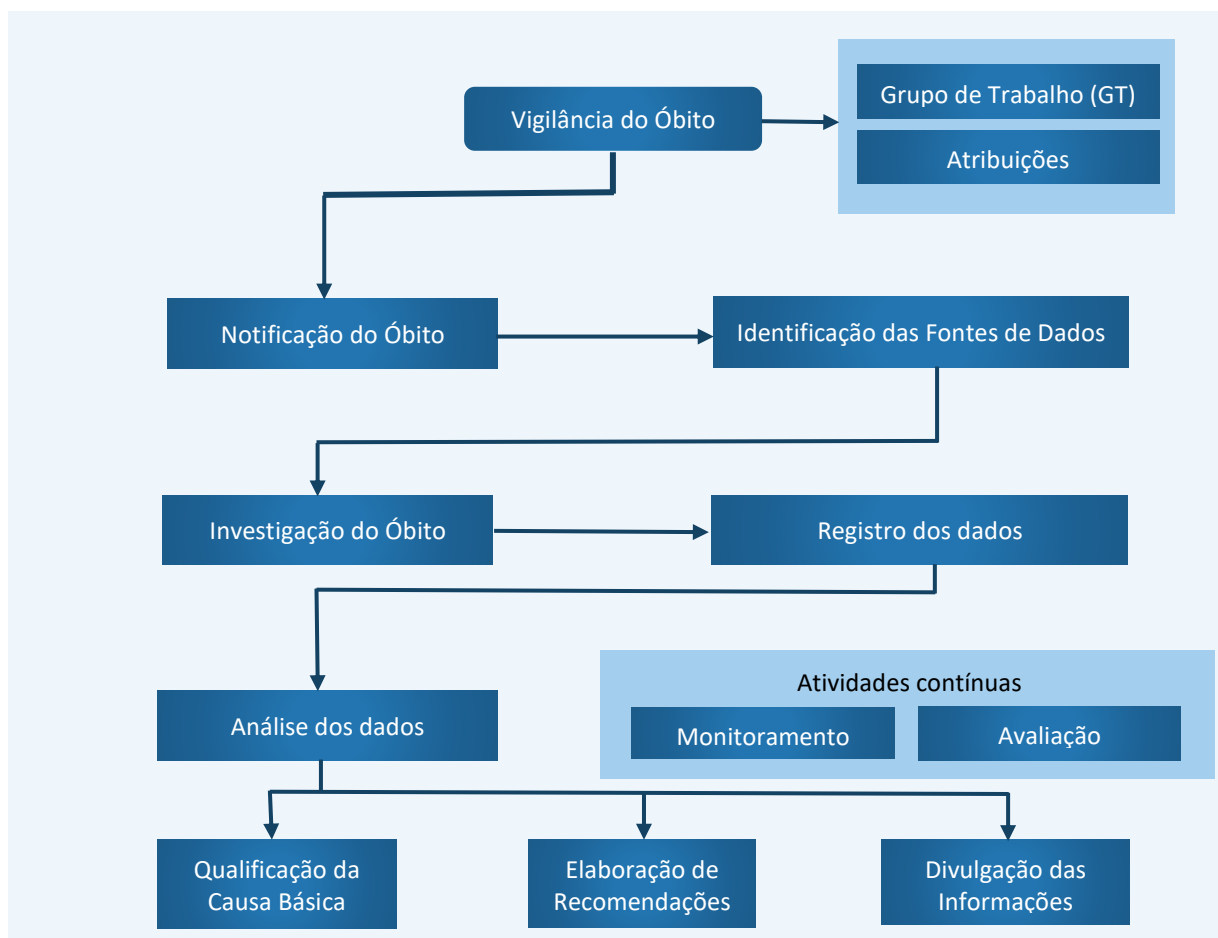 Vigilância do Óbito
Grupo de Trabalho (GT)
Atribuições
Notificação do Óbito
Identificação das Fontes de Dados
Investigação do Óbito
Registro dos dados
Análise dos dados
Atividades contínuas
Monitoramento
Avaliação
Qualificação da
Causa Básica
Elaboração de
Recomendações
Divulgação das
Informações